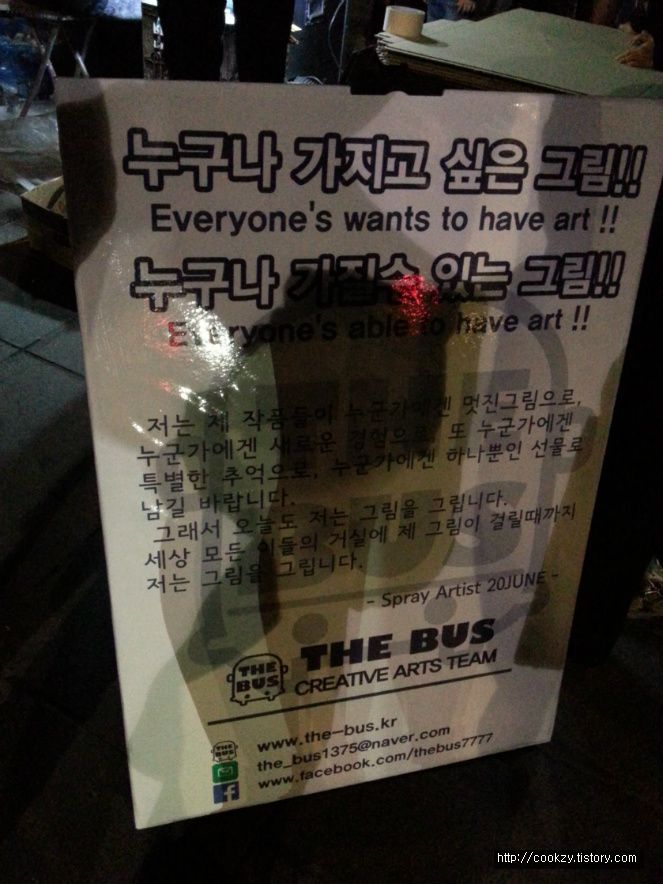 누구나 가지고 싶은 그림!!
Everyone's wants to have art !!
누구나 가질수 있는 그림!!
Everyone's able to have art !!
저는 제 작품들이 누군가에겐 멋진그림으로,
누군가에겐 새로운 경험으로, 또 누군가에겐
특별한 추억으로, 누군가에겐 하나뿐인 선물로
남길 바랍니다.
그래서 오늘도 저는 그림을 그립니다.
세상 모든 이들의 거실에 제 그림이 걸릴때까지
저는 그림을 그립니다.
- Spray Artist 20JUNE -
THE BUS
THE BUS
CREATIVE ARTS TEAM
THE BUS
www.the-bus.kr
the_bus1375@naver.com
www.facebook.com/thebus7777
http://cookzy.tistory.com